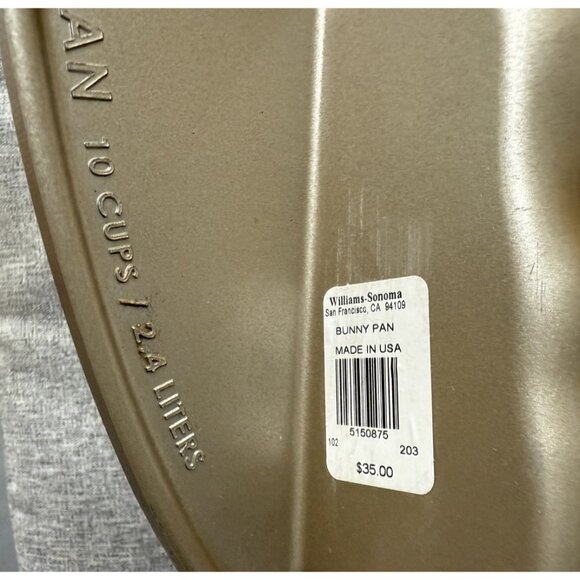 AN 10 CUPS / 2.4 LITERS
Williams-Sonoma
San Francisco, CA 94109
BUNNY PAN
MADE IN USA
5150875
102 203
$35.00